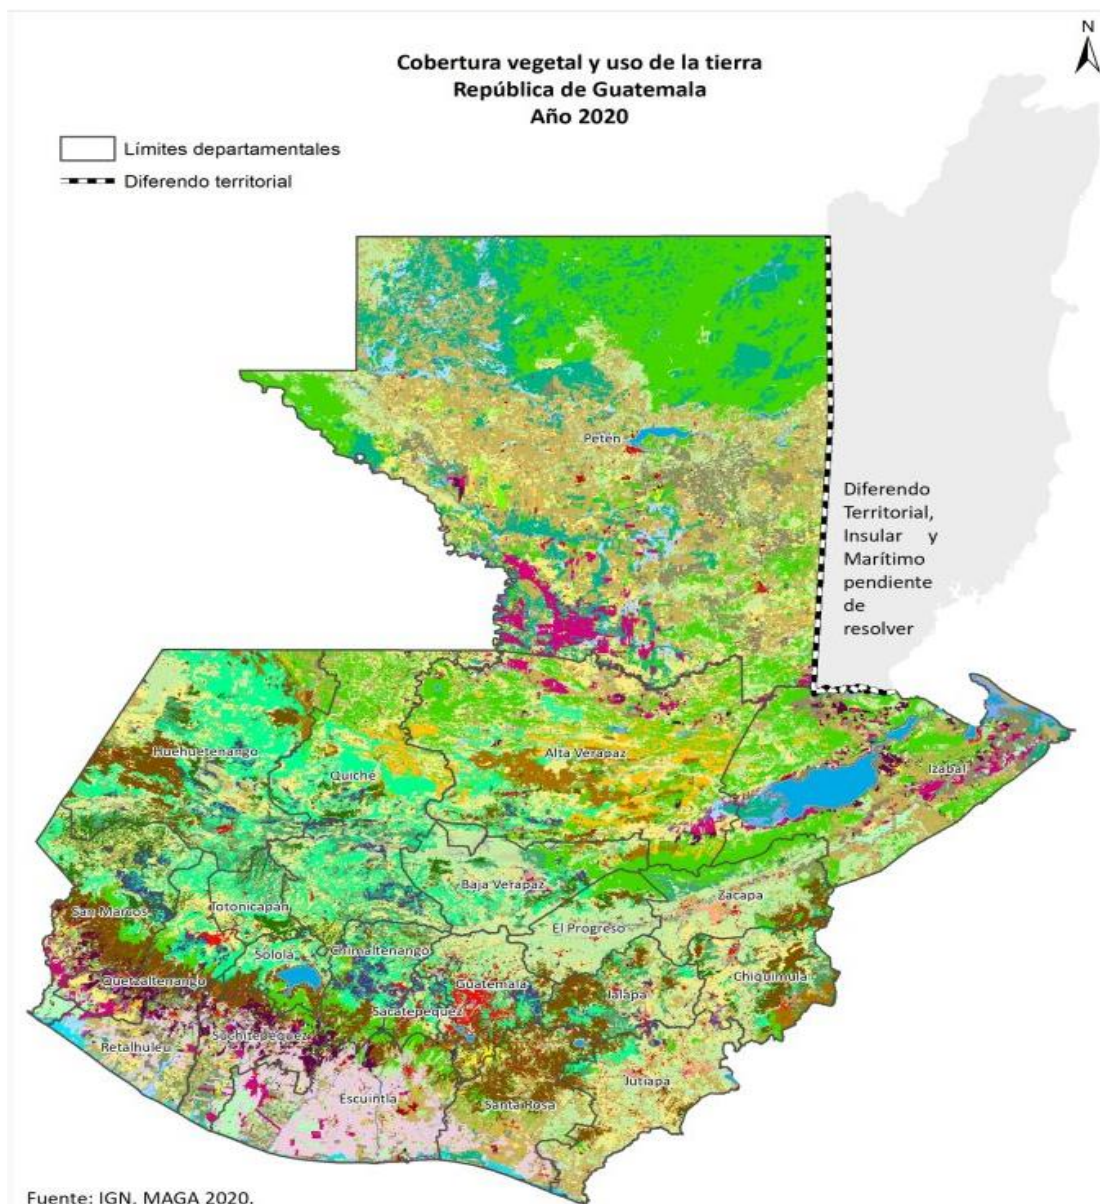 N
Cobertura vegetal y uso de la tierra
República de Guatemala
Año 2020
Límites departamentales
Diferendo territorial
Petén
Diferendo
Territorial,
Insular y
Marítimo
pendiente
de
resolver
Huehuetenango
Quiché
Alta Verapaz
Izabal
Baja Verapaz
Zacapa
San Marcos
Totonicapán
El Progreso
Sololá
Chimaltenango
Quetzaltenango
Guatemala
Jalapa
Chiquimula
Sacatepéquez
Retalhuleu
Suchitepéquez
Jutiapa
Escuintla
Santa Rosa
Fuente: IGN, MAGA 2020.